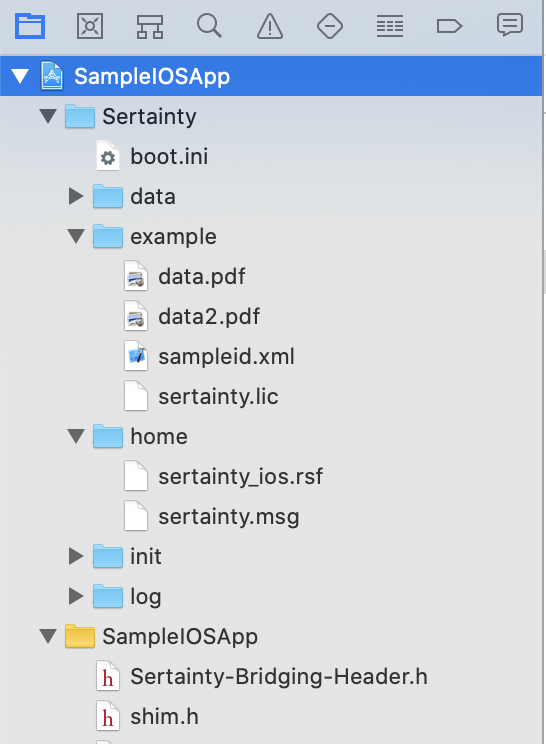 SampleIOSApp
Sertainty
boot.ini
data
example
data.pdf
data2.pdf
sampleid.xml
sertainty.lic
home
sertainty_ios.rsf
sertainty.msg
init
log
SampleIOSApp
Sertainty-Bridging-Header.h
shim.h